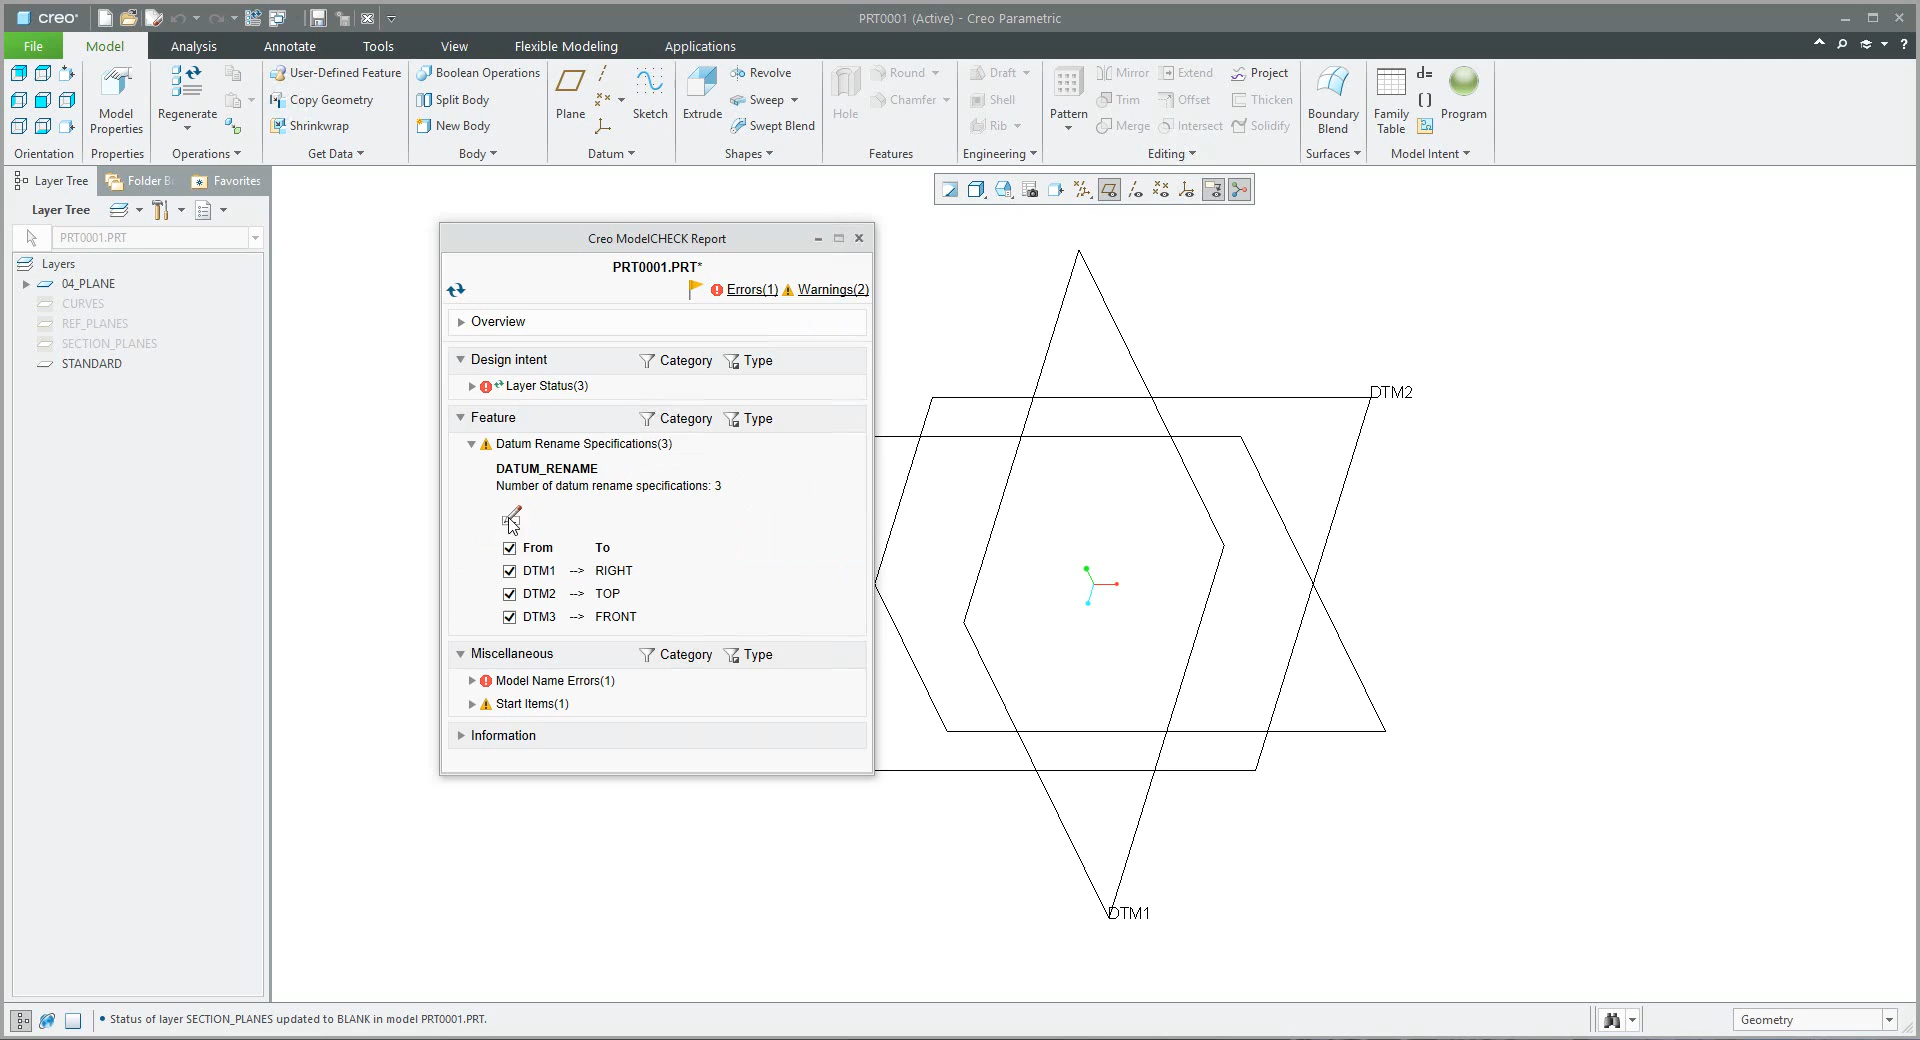 creo®
PRT0001 (Active) - Creo Parametric
File
Model
Analysis
Annotate
Tools
View
Flexible Modeling
Applications
Model Properties
Regenerate
User-Defined Feature
Copy Geometry
Shrinkwrap
Boolean Operations
Split Body
New Body
Plane
Sketch
Extrude
Revolve
Sweep
Swept Blend
Hole
Round
Chamfer
Draft
Shell
Rib
Pattern
Mirror
Trim
Merge
Extend
Offset
Intersect
Project
Thicken
Solidify
Boundary Blend
Family Table
d=
[ ]
Program
Orientation
Properties
Operations
Get Data
Body
Datum
Shapes
Features
Engineering
Editing
Surfaces
Model Intent
Layer Tree
Folder B
Favorites
Layer Tree
PRT0001.PRT
Layers
04_PLANE
CURVES
REF_PLANES
SECTION_PLANES
STANDARD
Creo ModelCHECK Report
PRT0001.PRT*
Errors(1) Warnings(2)
Overview
Design intent Category Type
Layer Status(3)
Feature Category Type
Datum Rename Specifications(3)
DATUM_RENAME
Number of datum rename specifications: 3
From To
DTM1 --> RIGHT
DTM2 --> TOP
DTM3 --> FRONT
Miscellaneous Category Type
Model Name Errors(1)
Start Items(1)
Information
DTM2
DTM1
• Status of layer SECTION_PLANES updated to BLANK in model PRT0001.PRT.
Geometry